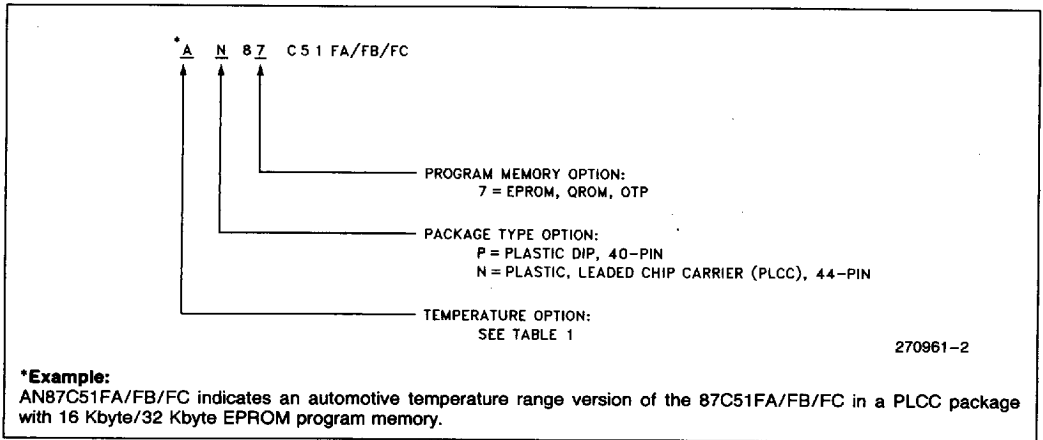 *A N 87 C51FA/FB/FC
PROGRAM MEMORY OPTION:
7 = EPROM, QROM, OTP
PACKAGE TYPE OPTION:
P = PLASTIC DIP, 40-PIN
N = PLASTIC, LEADED CHIP CARRIER (PLCC), 44-PIN
TEMPERATURE OPTION:
SEE TABLE 1
270961-2
*Example:
AN87C51FA/FB/FC indicates an automotive temperature range version of the 87C51FA/FB/FC in a PLCC package
with 16 Kbyte/32 Kbyte EPROM program memory.